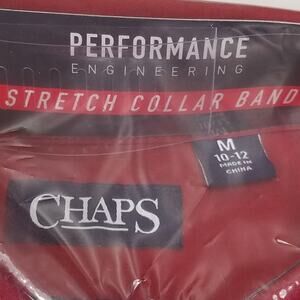 PERFORMANCE
ENGINEERING
STRETCH COLLAR BAND
M
10-12
MADE IN
CHINA
CHAPS